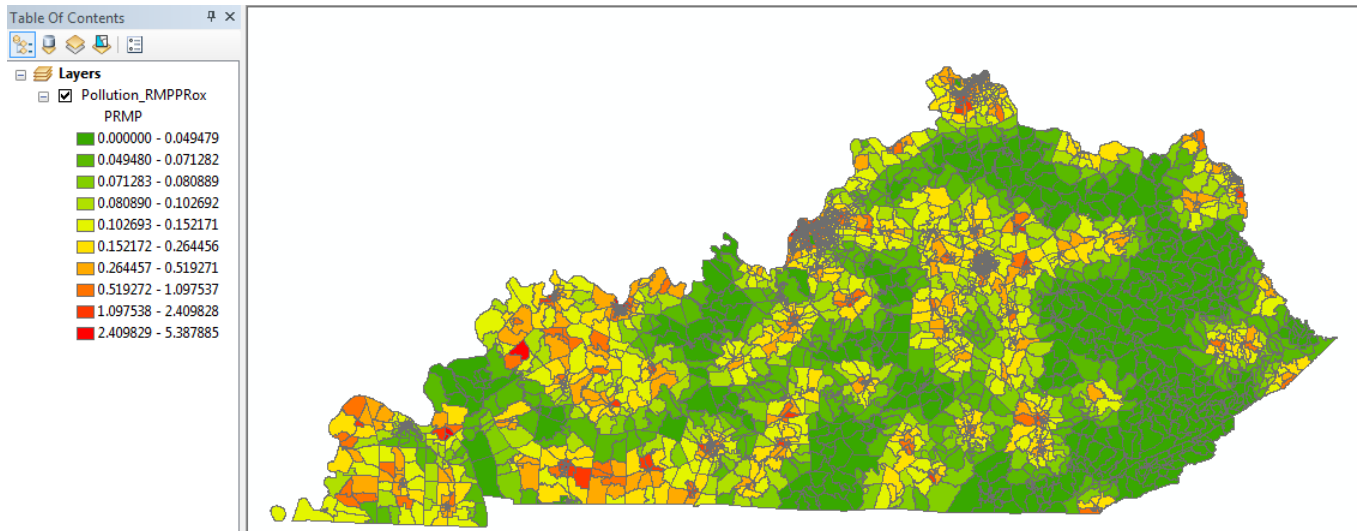 Table Of Contents
Layers
Pollution_RMPPRox
PRMP
0.000000 - 0.049479
0.049480 - 0.071282
0.071283 - 0.080889
0.080890 - 0.102692
0.102693 - 0.152171
0.152172 - 0.264456
0.264457 - 0.519271
0.519272 - 1.097537
1.097538 - 2.409828
2.409829 - 5.387885